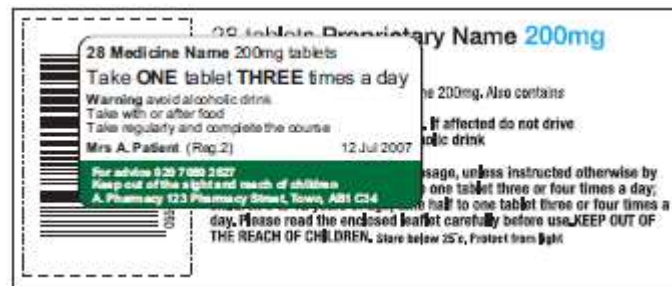 28 tablets Proprietary Name 200mg
28 Medicine Name 200mg tablets
Take ONE tablet THREE times a day
Warning avoid alcoholic drink
Take with or after food
Take regularly and complete the course
Mrs A. Patient (Reg.2) 12 Jul 2007
For advice 020 7089 2827
Keep out of the sight and reach of children
A. Pharmacy 123 Pharmacy Street, Town, AB1 C34
200mg. Also contains
. If affected do not drive
drink
unless instructed otherwise by
one tablet three or four times a day;
half to one tablet three or four times a
day. Please read the enclosed leaflet carefully before use.KEEP OUT OF
THE REACH OF CHILDREN. Store below 25°c, Protect from light